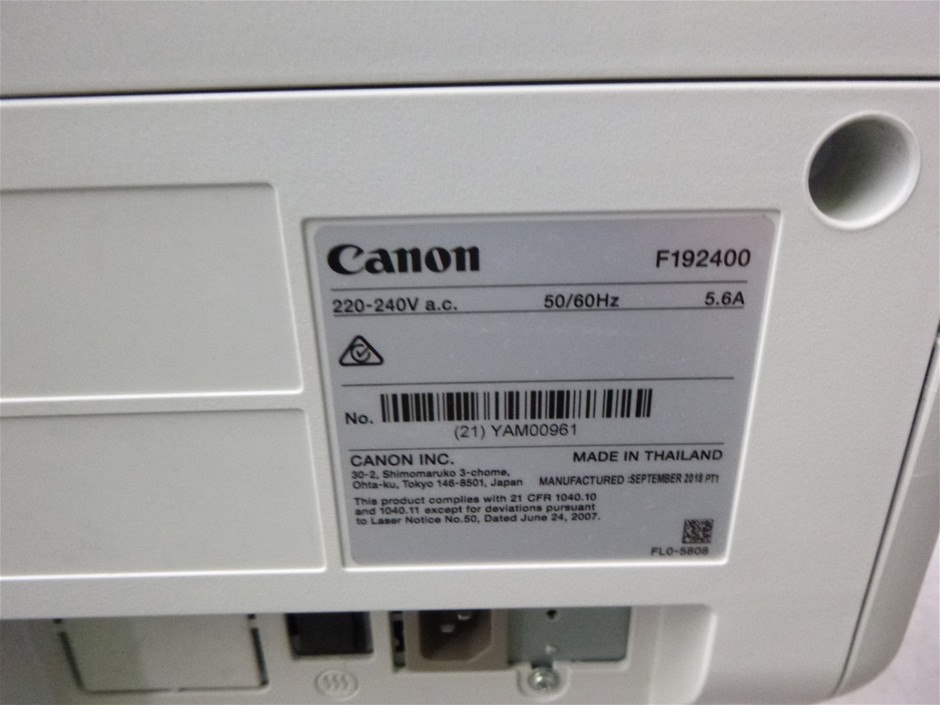 Canon F192400
220-240V a.c. 50/60Hz 5.6A
No.
(21) YAM00961
CANON INC. MADE IN THAILAND
30-2, Shimomaruko 3-chome,
Ohta-ku, Tokyo 146-8501, Japan MANUFACTURED :SEPTEMBER 2018 PT1
This product complies with 21 CFR 1040.10
and 1040.11 except for deviations pursuant
to Laser Notice No.50, Dated June 24, 2007.
FL0-5808